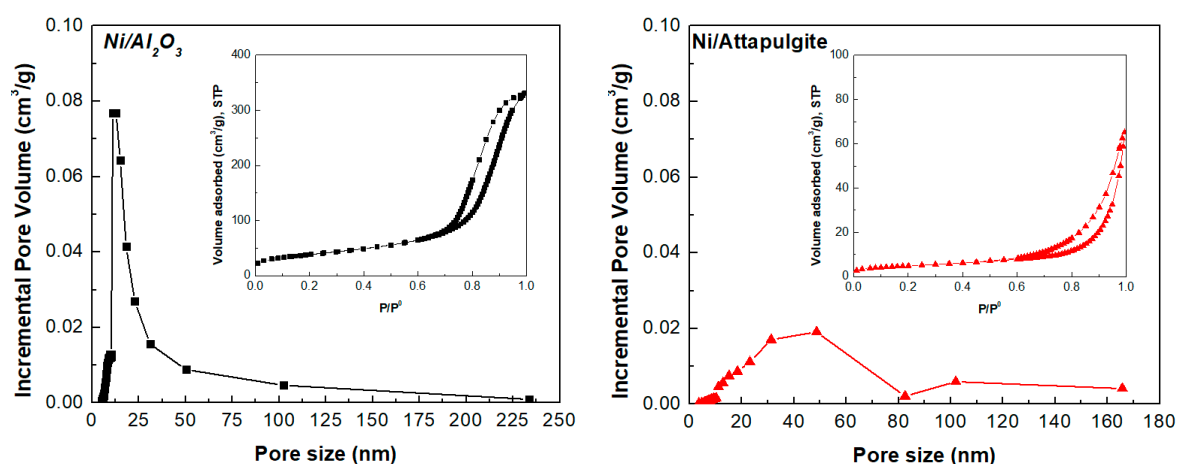 Ni/Al₂O₃
Incremental Pore Volume (cm³/g)
0.10
0.08
0.06
0.04
0.02
0.00
0 25 50 75 100 125 150 175 200 225 250
Pore size (nm)
Volume adsorbed (cm³/g), STP
400
300
200
100
0
0.0 0.2 0.4 0.6 0.8 1.0
P/P⁰
Ni/Attapulgite
Incremental Pore Volume (cm³/g)
0.10
0.08
0.06
0.04
0.02
0.00
0 20 40 60 80 100 120 140 160 180
Pore size (nm)
Volume adsorbed (cm³/g), STP
100
80
60
40
20
0
0.0 0.2 0.4 0.6 0.8 1.0
P/P⁰